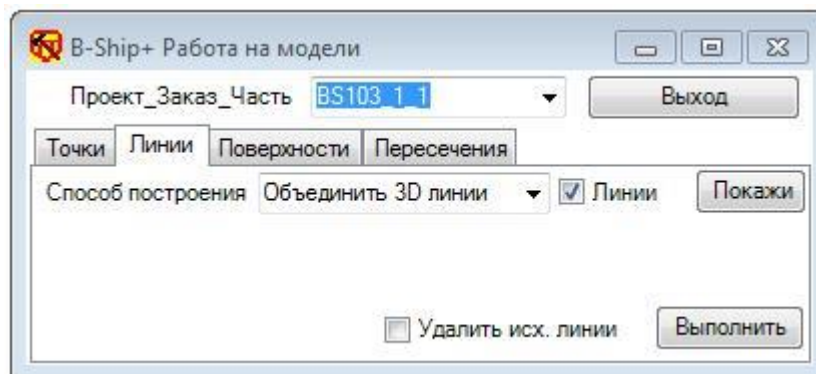 B-Ship+ Работа на модели
Проект_Заказ_Часть BS103_1_1 Выход
Точки Линии Поверхности Пересечения
Способ построения Объединить 3D линии Линии Покажи
Удалить исх. линии Выполнить